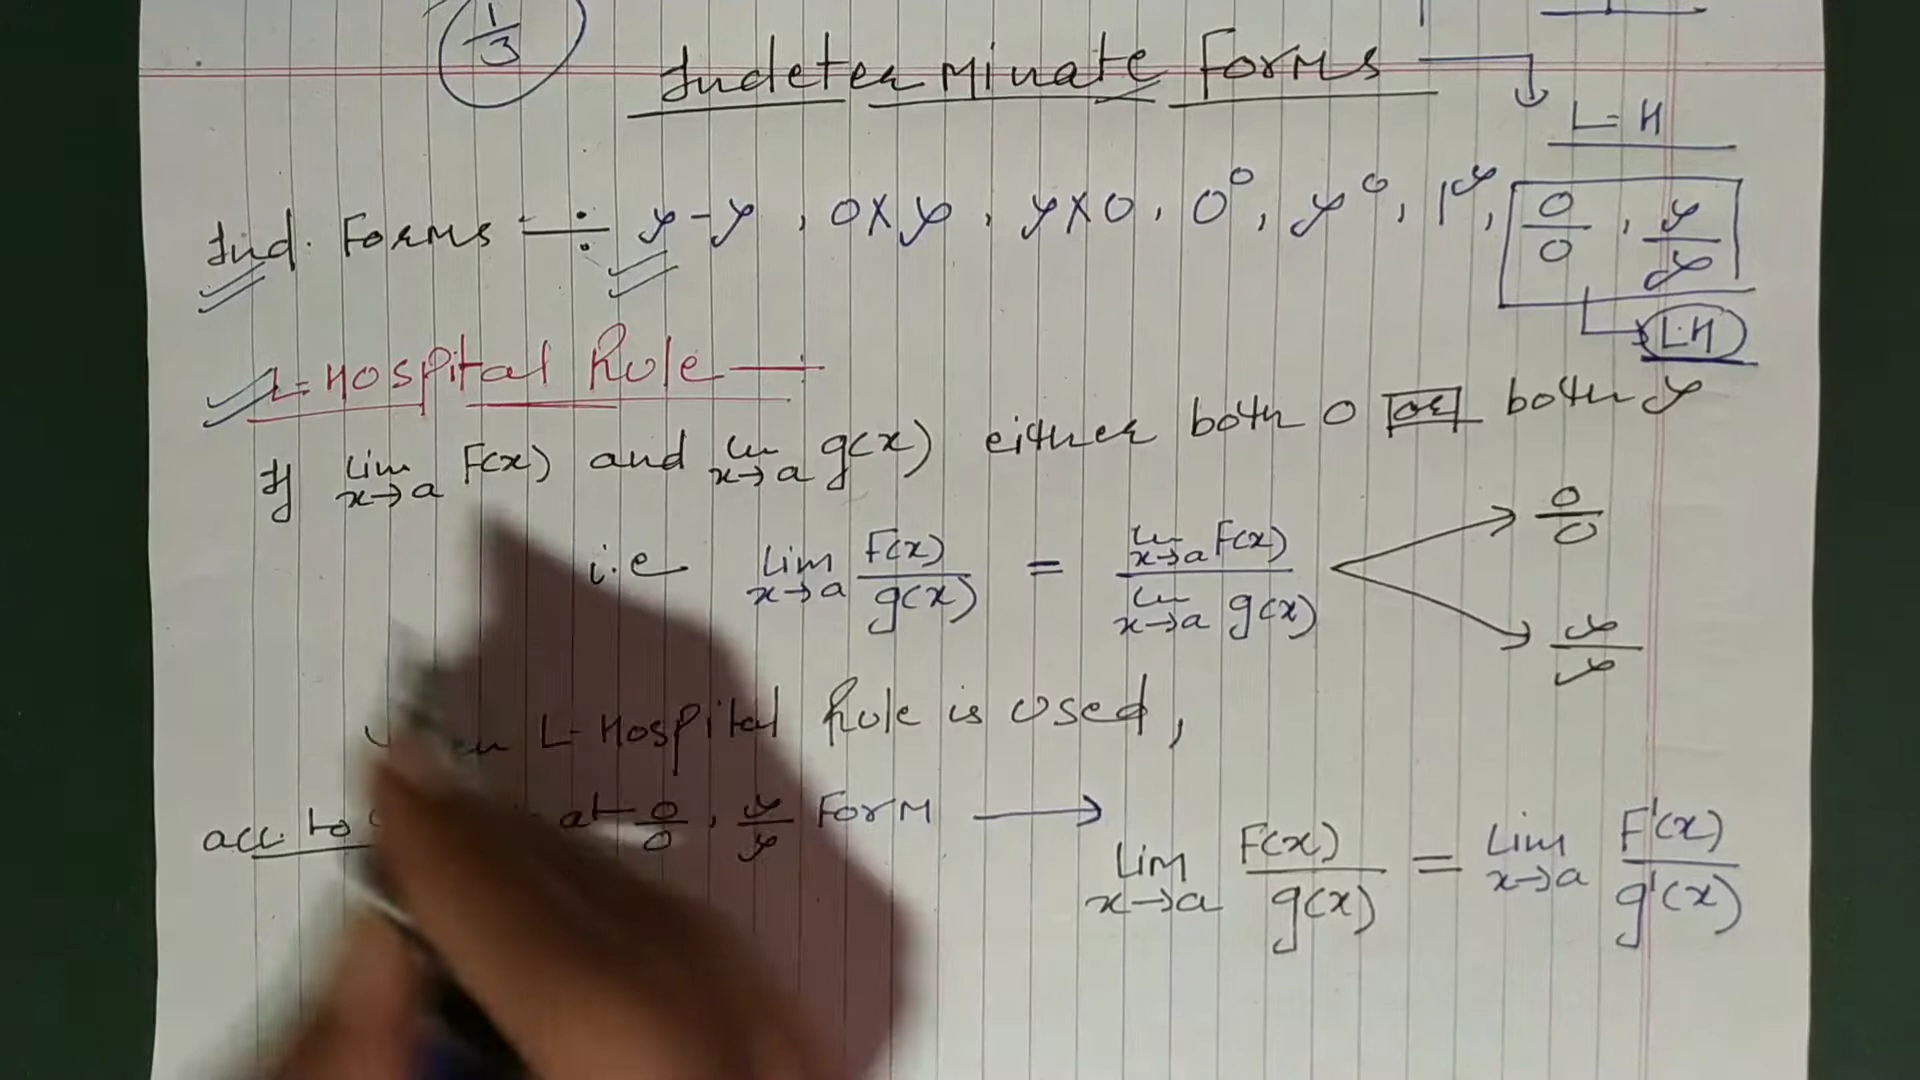 1/3
Indeterminate Forms
L-H
Ind. Forms ÷ ∞-∞, 0×∞, ∞×0, 0⁰, ∞⁰, 1^∞, 0/0, ∞/∞
L-H
L-Hospital Rule
If lim x→a F(x) and lim x→a g(x) either both 0 or both ∞
i.e lim x→a F(x)/g(x) = lim x→a F(x) / lim x→a g(x) 0/0
∞/∞
L-Hospital Rule is used,
acc. to at 0/0, ∞/∞ Form → lim x→a F(x)/g(x) = lim x→a F'(x)/g'(x)